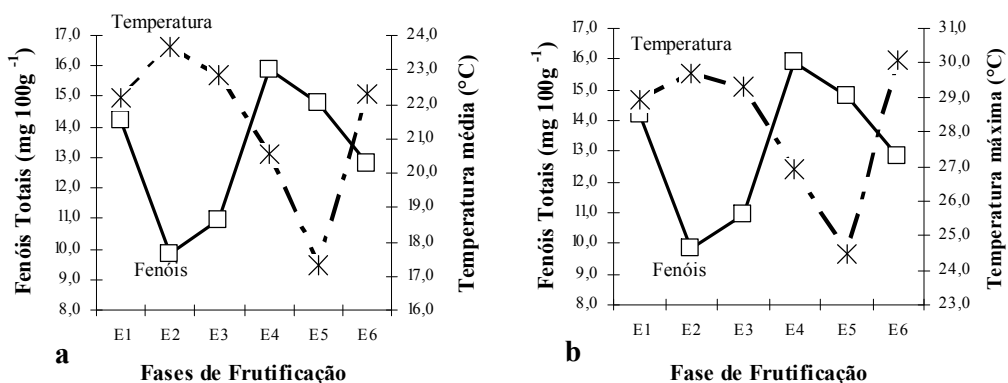 Temperatura
Fenóis
Fenóis Totais (mg 100g -1)
17,0
16,0
15,0
14,0
13,0
12,0
11,0
10,0
9,0
8,0
24,0
23,0
22,0
21,0
20,0
19,0
18,0
17,0
16,0
Temperatura média (°C)
E1 E2 E3 E4 E5 E6
a
Fases de Frutificação
Temperatura
Fenóis
Fenóis Totais (mg 100g -1)
17,0
16,0
15,0
14,0
13,0
12,0
11,0
10,0
9,0
8,0
31,0
30,0
29,0
28,0
27,0
26,0
25,0
24,0
23,0
Temperatura máxima (°C)
E1 E2 E3 E4 E5 E6
b
Fase de Frutificação